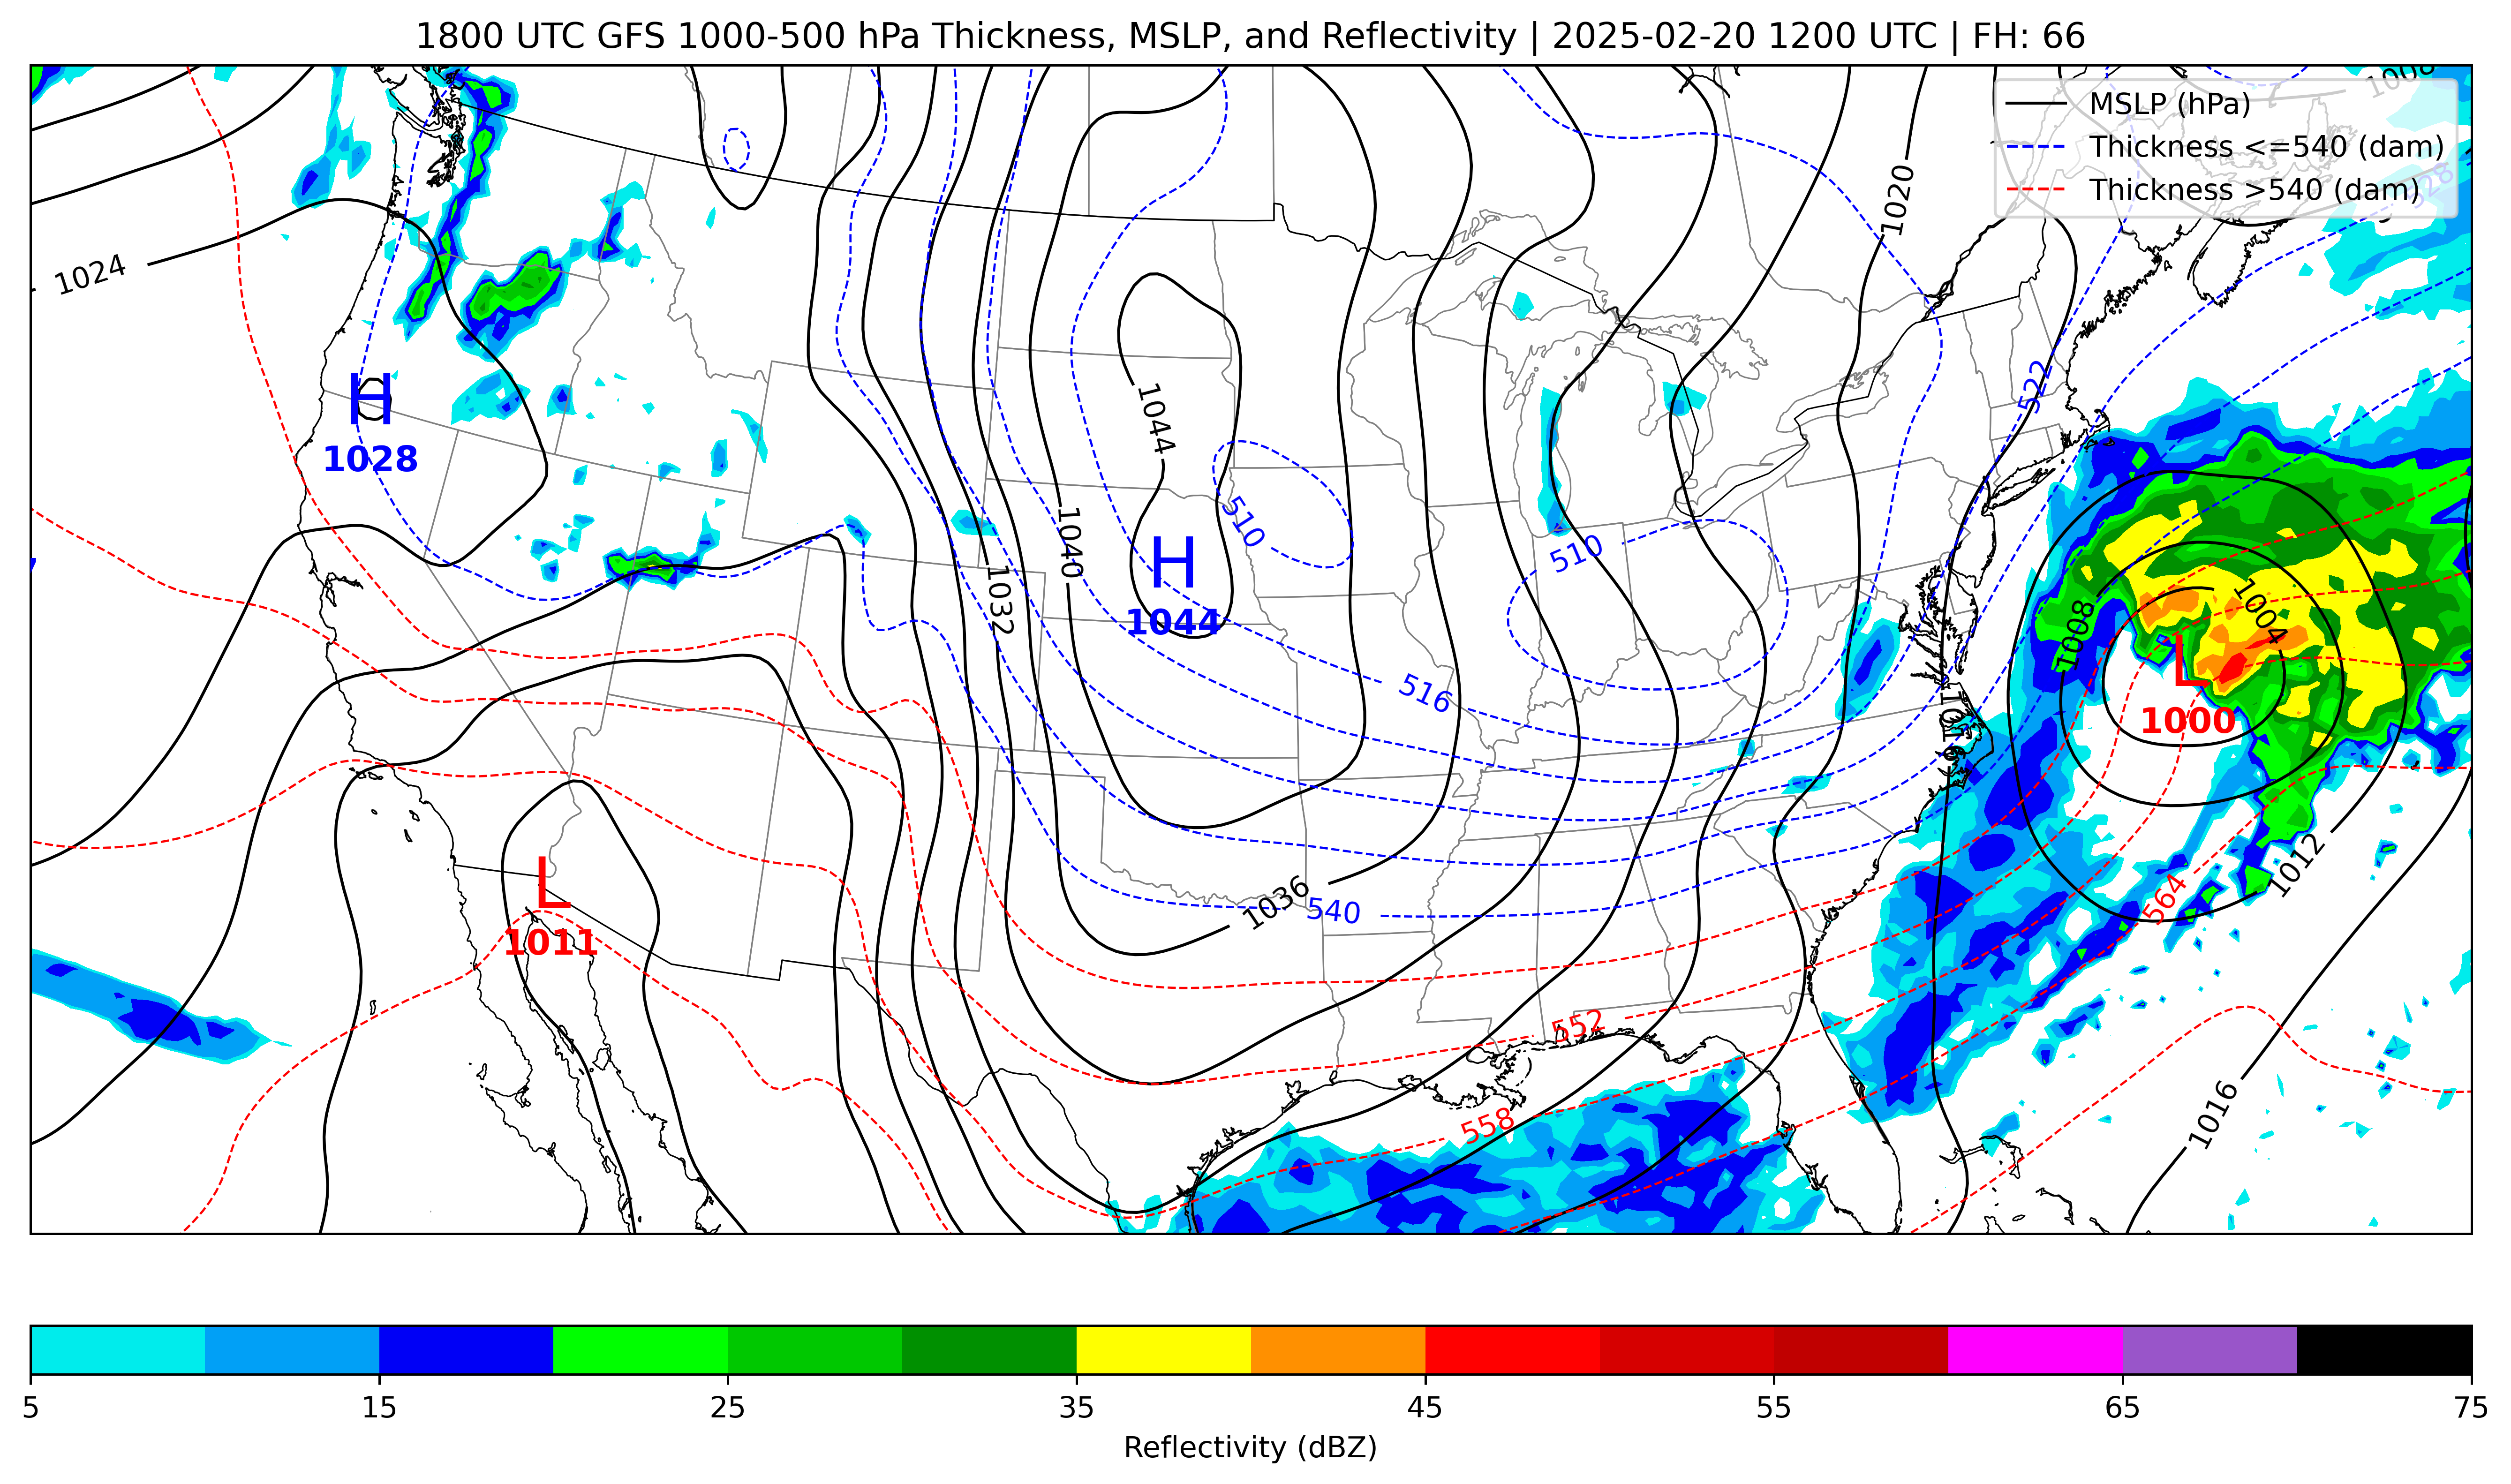 1800 UTC GFS 1000-500 hPa Thickness, MSLP, and Reflectivity | 2025-02-20 1200 UTC | FH: 66
1008
MSLP (hPa)
Thickness <=540 (dam)
Thickness >540 (dam)
528
1020
1024
522
H
1028
1044
510
510
1040
H
1044
1032
1008
1004
L
1000
516
1016
L
1011
1036
540
1012
564
552
558
1016
5 15 25 35 45 55 65 75
Reflectivity (dBZ)